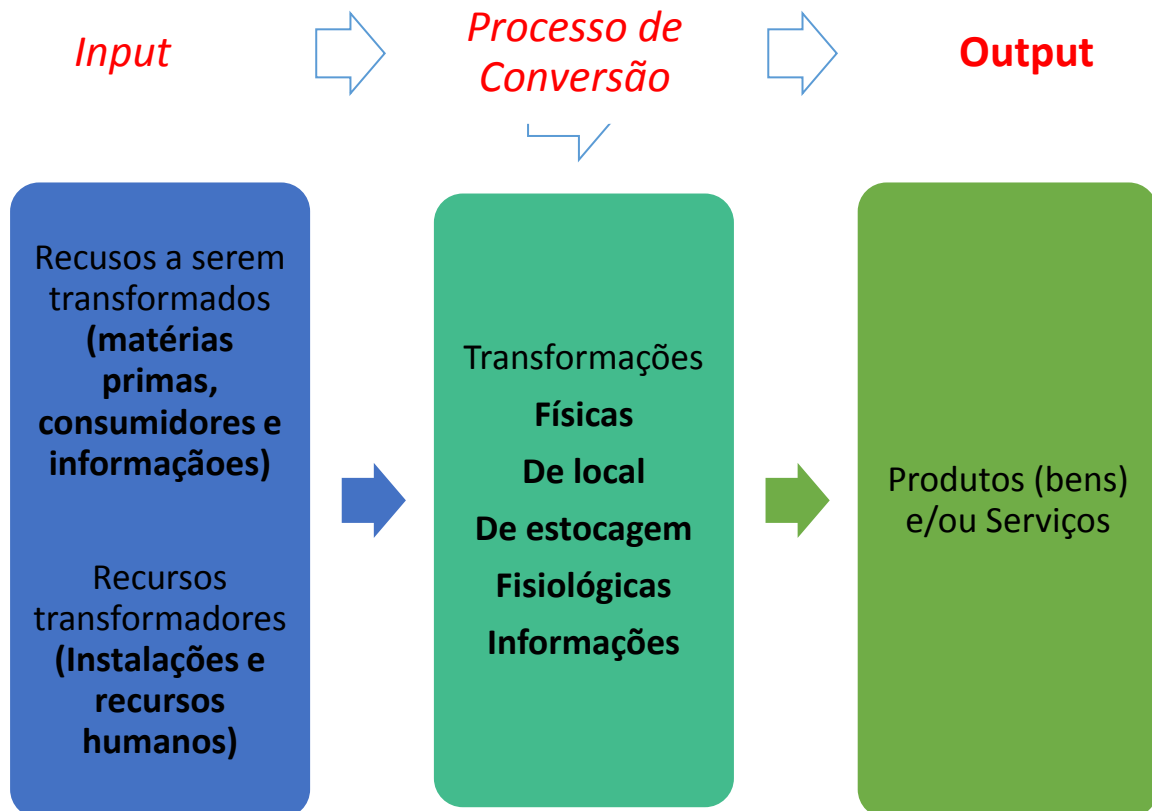 Input
Processo de
Conversão
Output
Recusos a serem
transformados
(matérias
primas,
consumidores e
informaçãoes)
Recursos
transformadores
(Instalações e
recursos
humanos)
Transformações
Físicas
De local
De estocagem
Fisiológicas
Informações
Produtos (bens)
e/ou Serviços